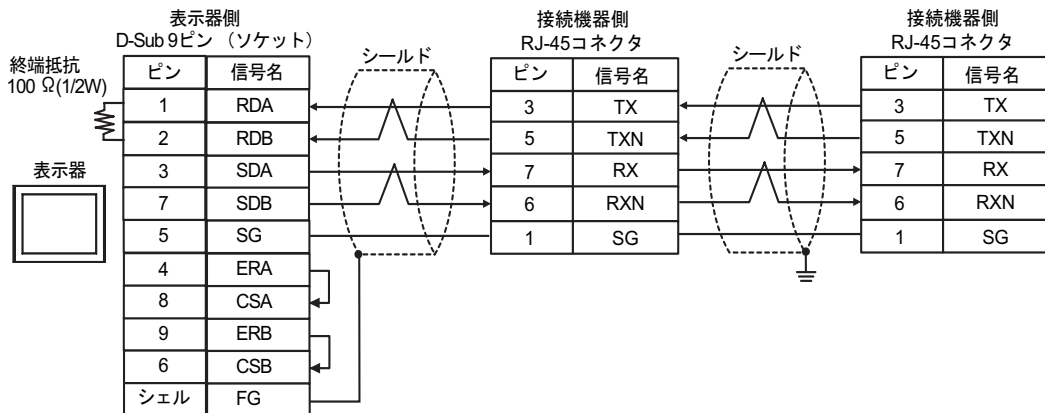 表示器側
D-Sub 9ピン （ソケット）
終端抵抗
100 Ω(1/2W)
表示器
ピン 信号名
1 RDA
2 RDB
3 SDA
7 SDB
5 SG
4 ERA
8 CSA
9 ERB
6 CSB
シェル FG
シールド
接続機器側
RJ-45コネクタ
ピン 信号名
3 TX
5 TXN
7 RX
6 RXN
1 SG
シールド
接続機器側
RJ-45コネクタ
ピン 信号名
3 TX
5 TXN
7 RX
6 RXN
1 SG